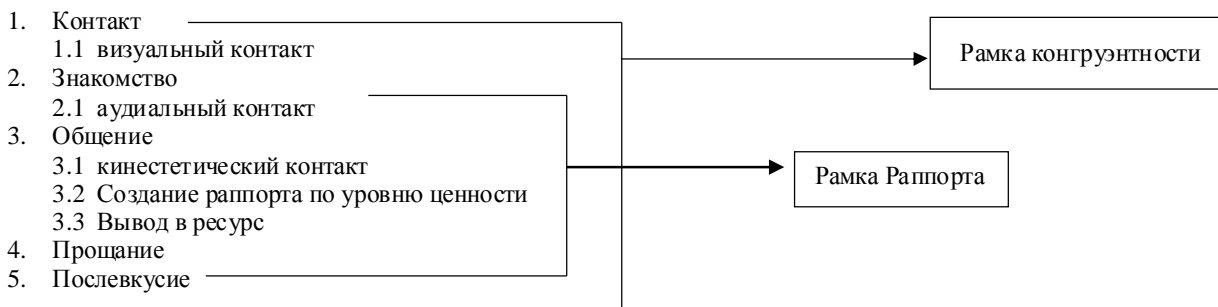 1. Контакт
1.1 визуальный контакт
2. Знакомство
2.1 аудиальный контакт
3. Общение
3.1 кинестетический контакт
3.2 Создание раппорта по уровню ценности
3.3 Вывод в ресурс
4. Прощание
5. Послевкусие
Рамка конгруэнтности
Рамка Раппорта